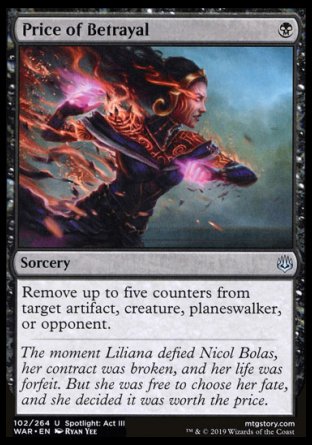 Price of Betrayal
Sorcery
Remove up to five counters from
target artifact, creature, planeswalker,
or opponent.
The moment Liliana defied Nicol Bolas,
her contract was broken, and her life was
forfeit. But she was free to choose her fate,
and she decided it was worth the price.
102/264 U Spotlight: Act III
mtgstory.com
WAR • EN Ryan Yee
™ & © 2019 Wizards of the Coast